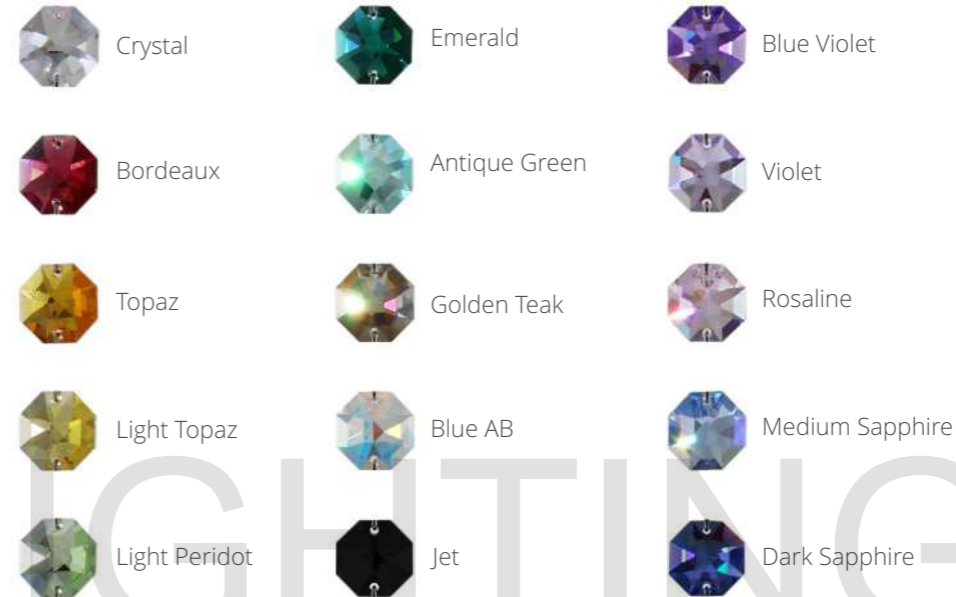 Crystal
Emerald
Blue Violet
Bordeaux
Antique Green
Violet
Topaz
Golden Teak
Rosaline
Light Topaz
Blue AB
Medium Sapphire
Light Peridot
Jet
Dark Sapphire
IGHTING